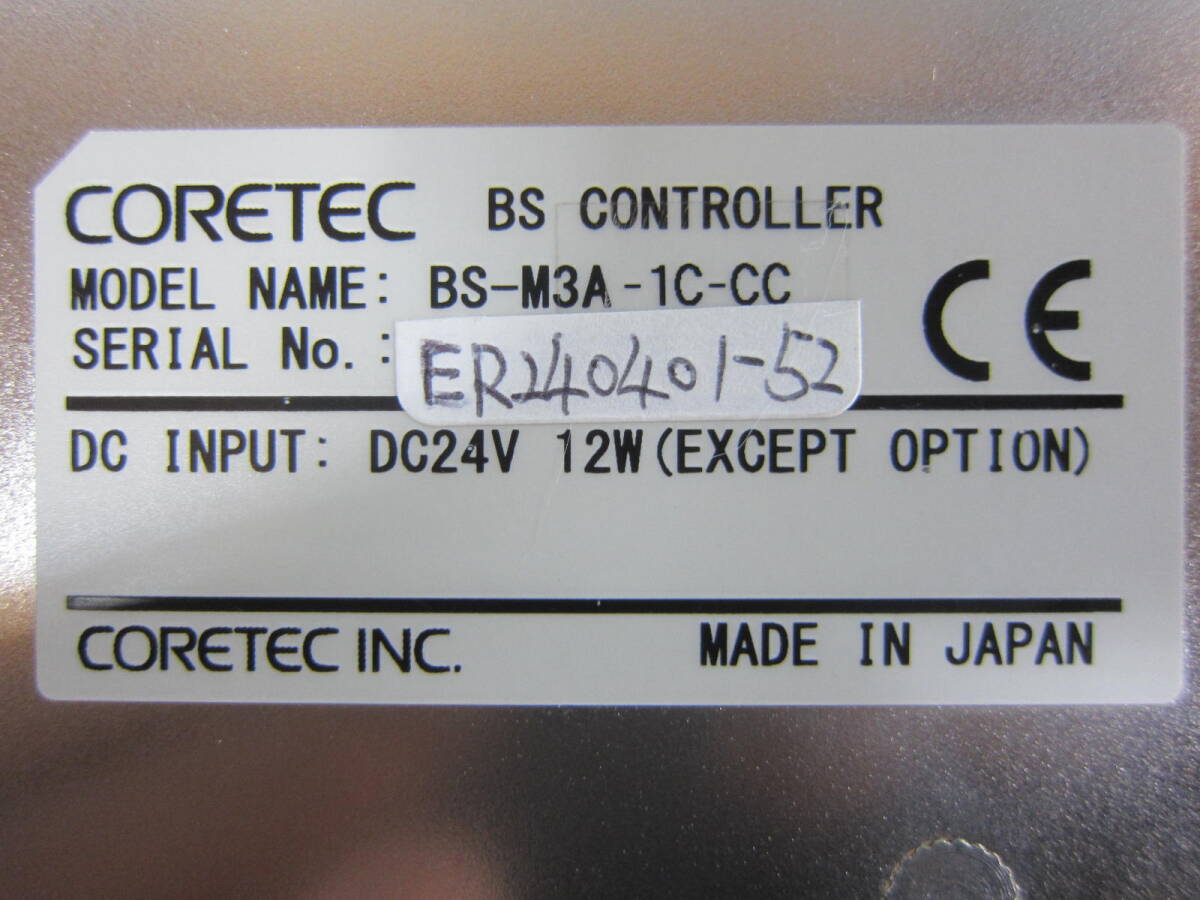 CORETEC BS CONTROLLER
MODEL NAME: BS-M3A-1C-CC
SERIAL No.: ER240401-52
CE
DC INPUT: DC24V 12W(EXCEPT OPTION)
CORETEC INC. MADE IN JAPAN